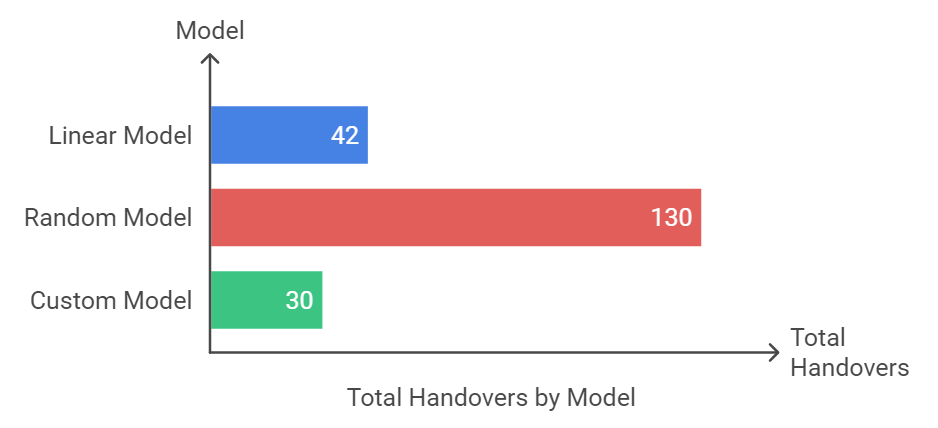 Model
Linear Model
42
Random Model
130
Custom Model
30
Total
Handovers
Total Handovers by Model